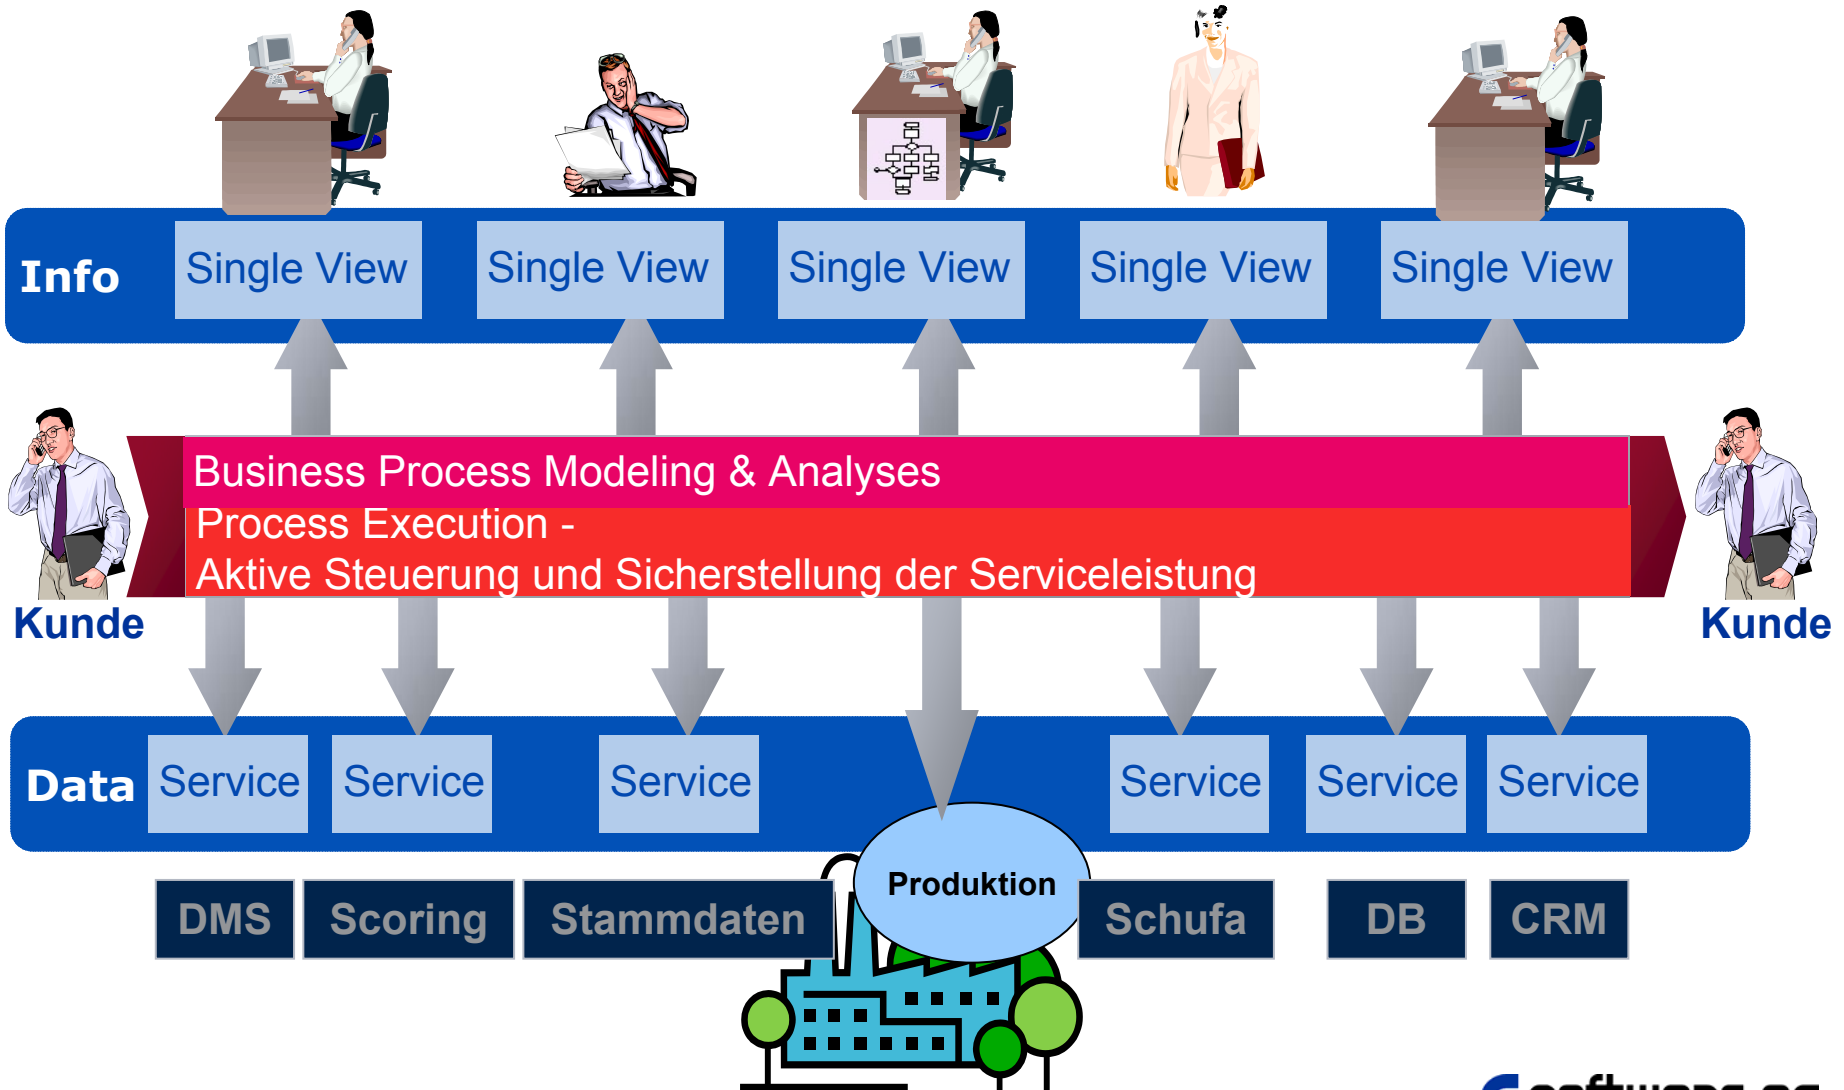 Info
Single View
Single View
Single View
Single View
Single View
Business Process Modeling & Analyses
Process Execution -
Aktive Steuerung und Sicherstellung der Serviceleistung
Kunde
Kunde
Data
Service
Service
Service
Service
Service
Service
Produktion
DMS
Scoring
Stammdaten
Schufa
DB
CRM